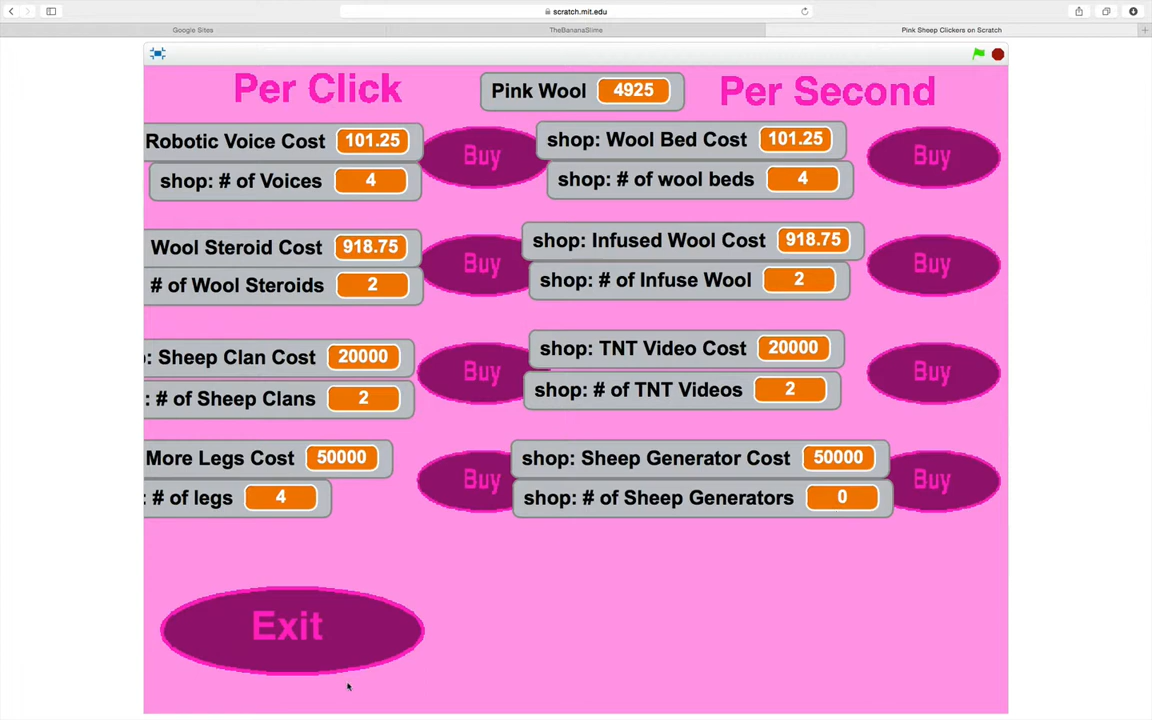 scratch.mit.edu
Google Sites
TheBananaSlime
Pink Sheep Clickers on Scratch
Per Click
Pink Wool 4925
Per Second
Robotic Voice Cost 101.25
Buy
shop: Wool Bed Cost 101.25
Buy
shop: # of Voices 4
shop: # of wool beds 4
Wool Steroid Cost 918.75
Buy
shop: Infused Wool Cost 918.75
Buy
# of Wool Steroids 2
shop: # of Infuse Wool 2
: Sheep Clan Cost 20000
Buy
shop: TNT Video Cost 20000
Buy
: # of Sheep Clans 2
shop: # of TNT Videos 2
More Legs Cost 50000
Buy
shop: Sheep Generator Cost 50000
Buy
: # of legs 4
shop: # of Sheep Generators 0
Exit